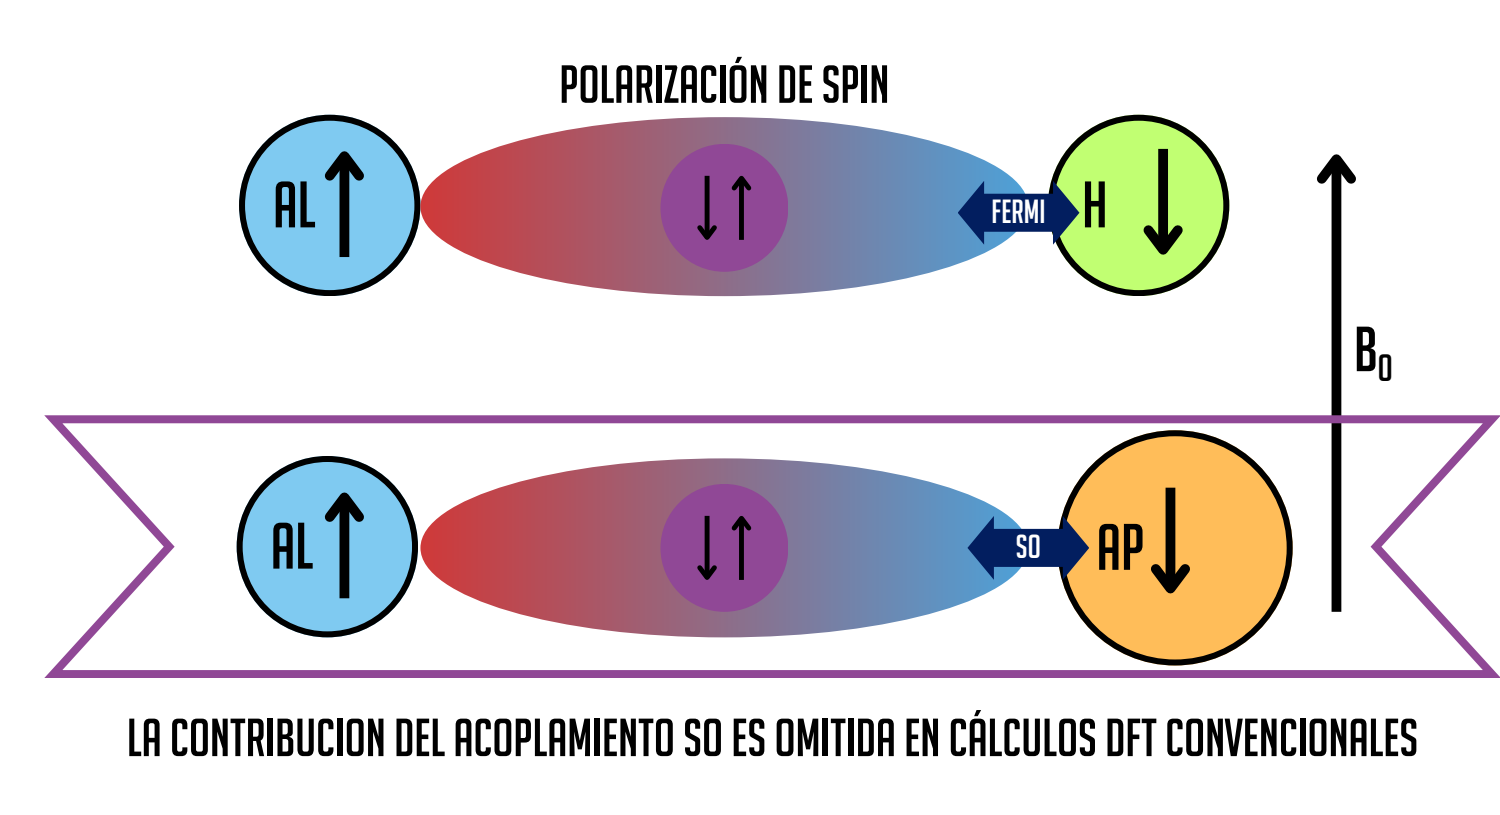 POLARIZACIÓN DE SPIN
AL
FERMI
H
B0
AL
SO
AP
LA CONTRIBUCION DEL ACOPLAMIENTO SO ES OMITIDA EN CÁLCULOS DFT CONVENCIONALES